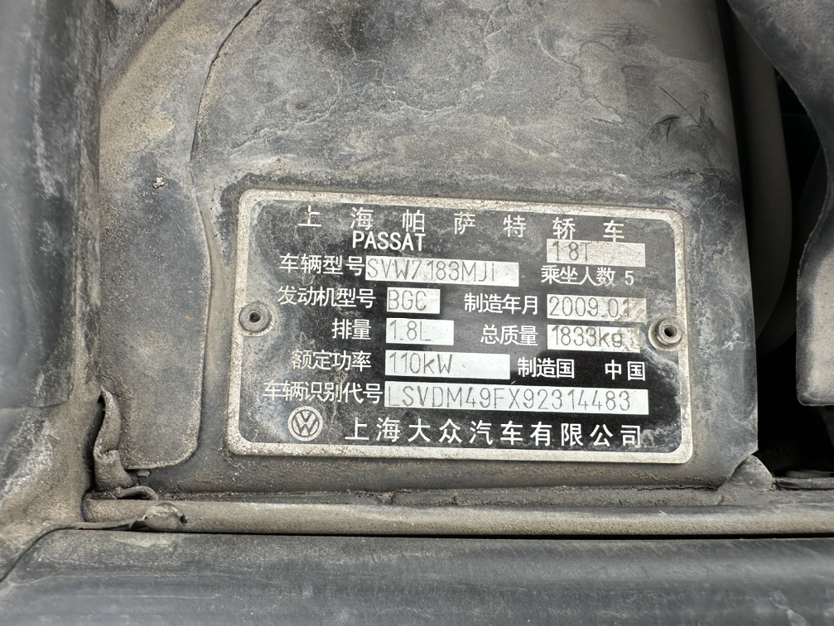 上海帕萨特轿车
PASSAT 1.8T
车辆型号 SVW7183MJi 乘坐人数 5
发动机型号 BGC 制造年月 2009.01
排量 1.8L 总质量 1833kg
额定功率 110kW 制造国 中国
车辆识别代号 LSVDM49FX92314483
上海大众汽车有限公司